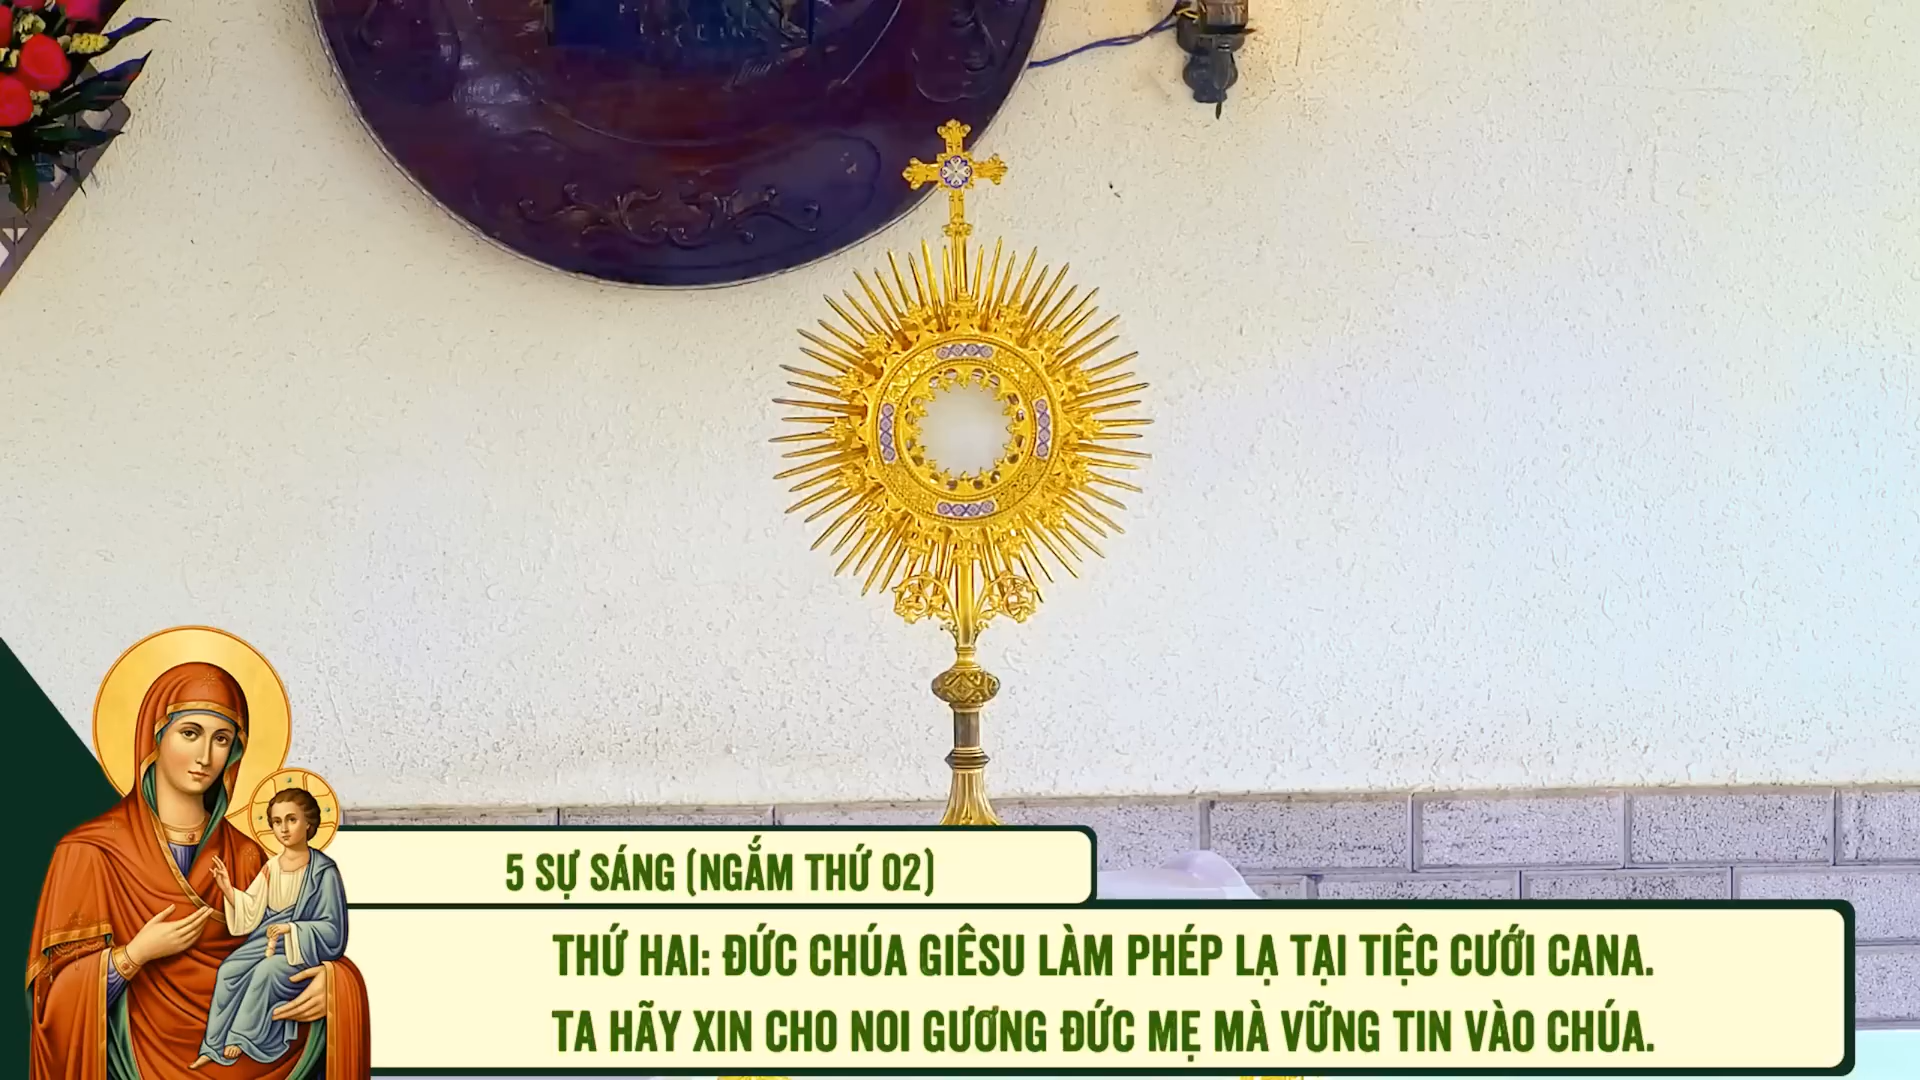 5 SỰ SÁNG (NGẮM THỨ 02)
THỨ HAI: ĐỨC CHÚA GIÊSU LÀM PHÉP LẠ TẠI TIỆC CƯỚI CANA.
TA HÃY XIN CHO NOI GƯƠNG ĐỨC MẸ MÀ VỮNG TIN VÀO CHÚA.